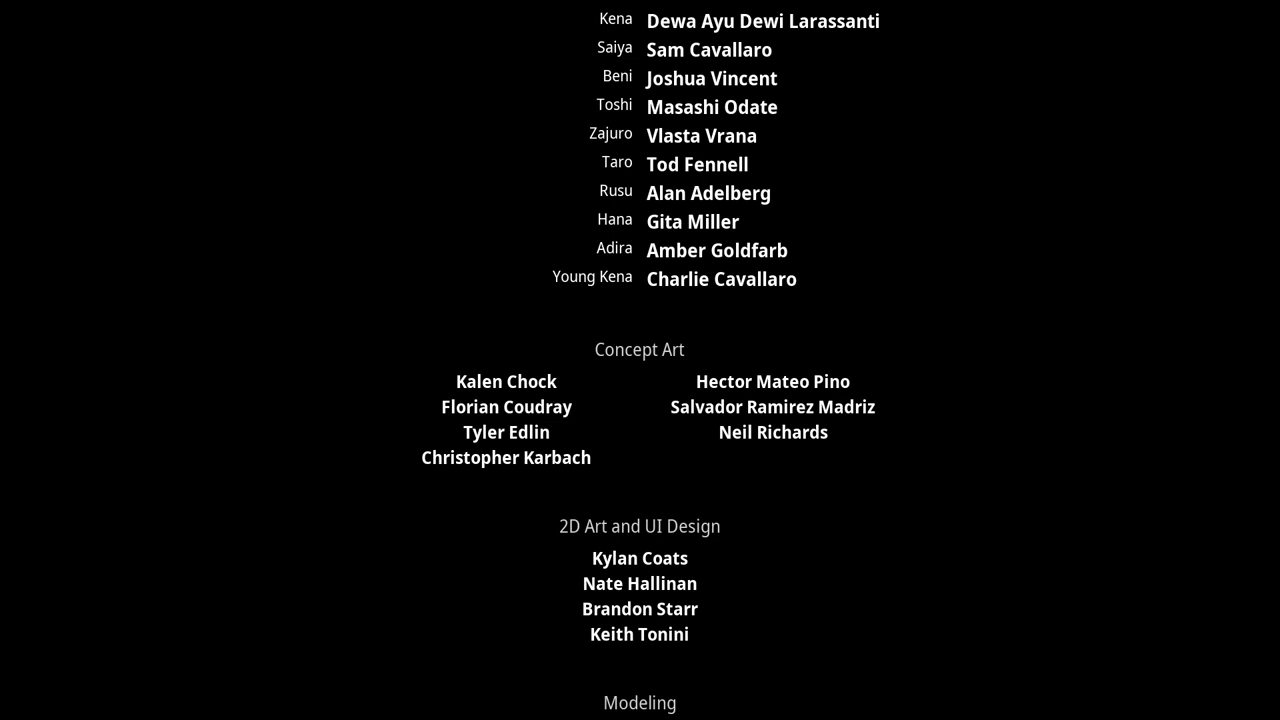 Kena Dewa Ayu Dewi Larassanti
Saiya Sam Cavallaro
Beni Joshua Vincent
Toshi Masashi Odate
Zajuro Vlasta Vrana
Taro Tod Fennell
Rusu Alan Adelberg
Hana Gita Miller
Adira Amber Goldfarb
Young Kena Charlie Cavallaro
Concept Art
Kalen Chock Hector Mateo Pino
Florian Coudray Salvador Ramirez Madriz
Tyler Edlin Neil Richards
Christopher Karbach
2D Art and UI Design
Kylan Coats
Nate Hallinan
Brandon Starr
Keith Tonini
Modeling